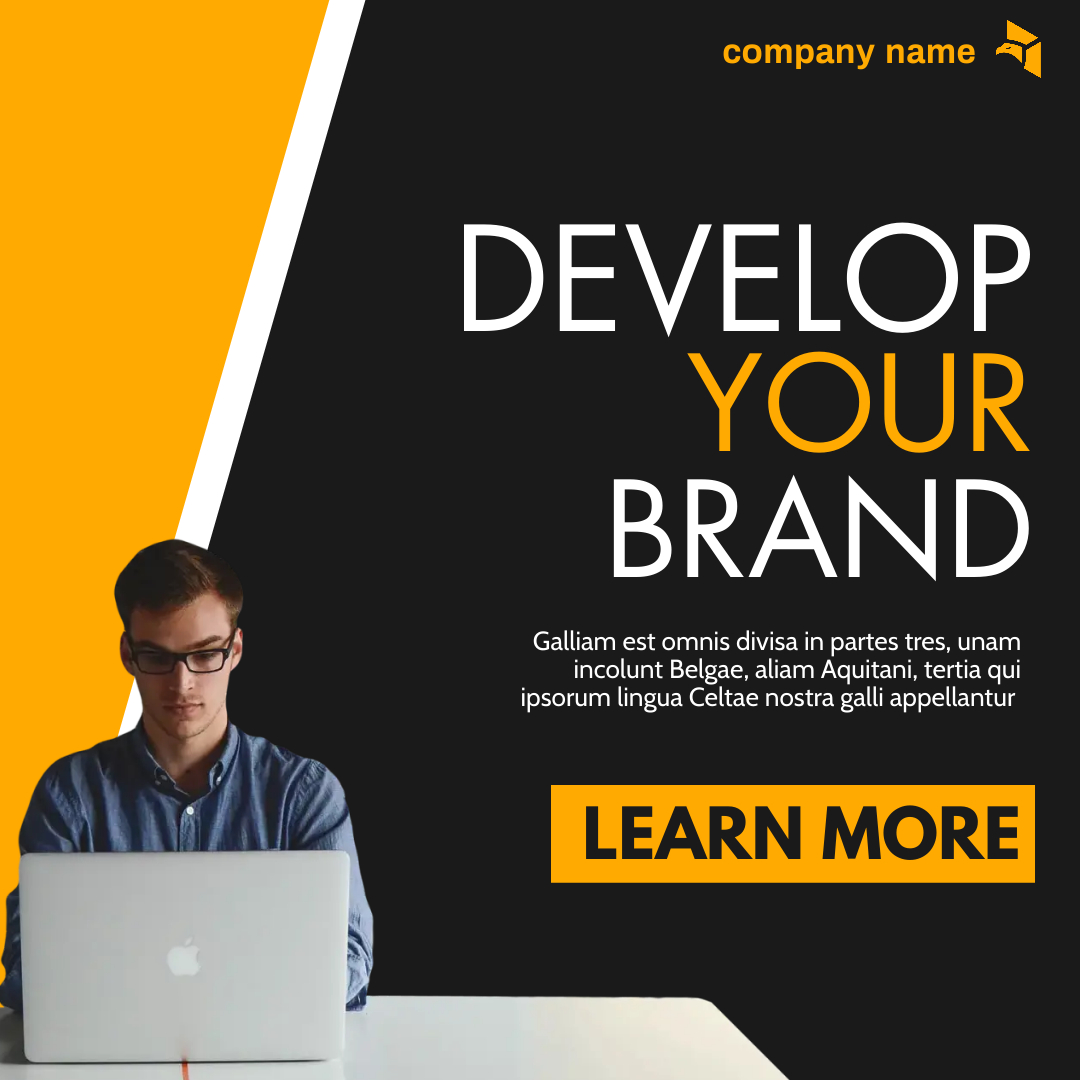 company name
DEVELOP
YOUR
BRAND
Galliam est omnis divisa in partes tres, unam
incolunt Belgae, aliam Aquitani, tertia qui
ipsorum lingua Celtae nostra galli appellantur
LEARN MORE